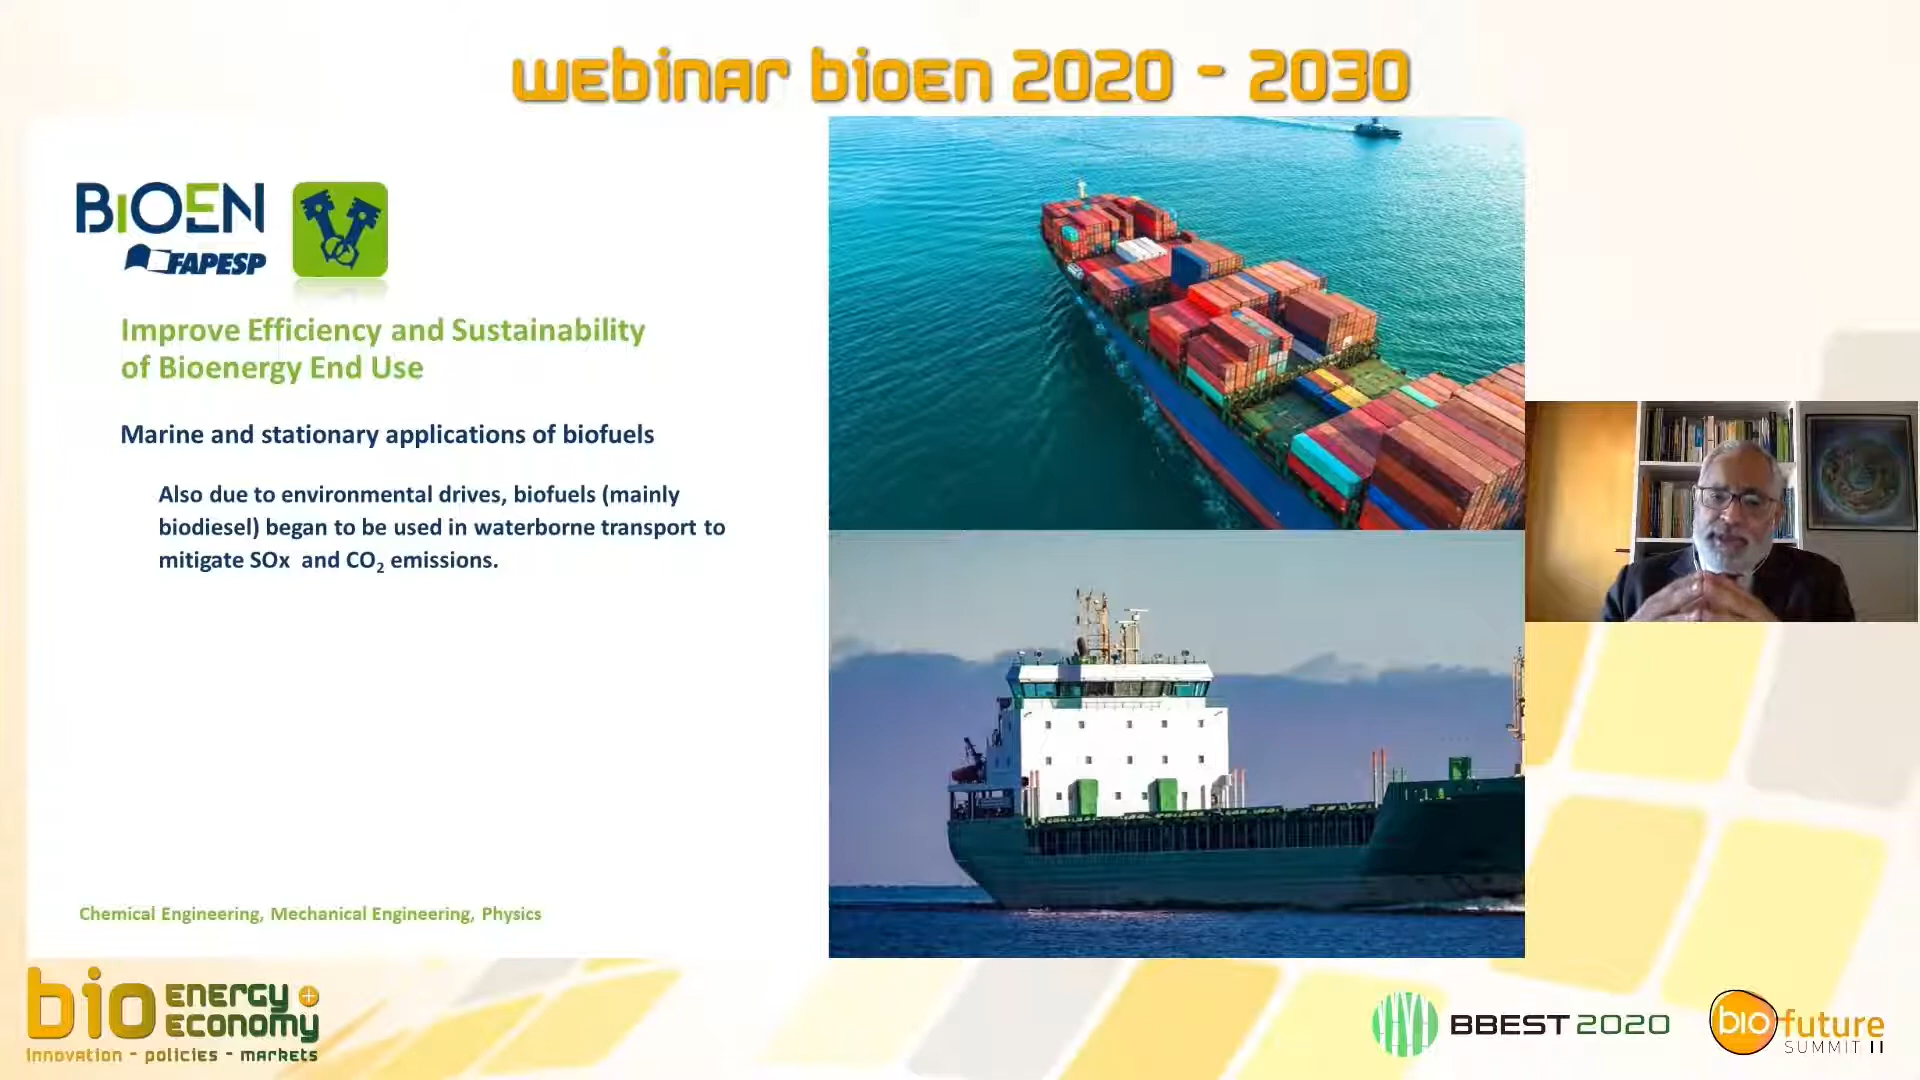 WEBINAR BIOEN 2020 - 2030
BiOEN
FAPESP
Improve Efficiency and Sustainability
of Bioenergy End Use
Marine and stationary applications of biofuels
Also due to environmental drives, biofuels (mainly
biodiesel) began to be used in waterborne transport to
mitigate SOx and CO₂ emissions.
Chemical Engineering, Mechanical Engineering, Physics
bio ENERGY +
ECONOMY
Innovation - policies - markets
BBEST 2020
biofuture
SUMMIT II